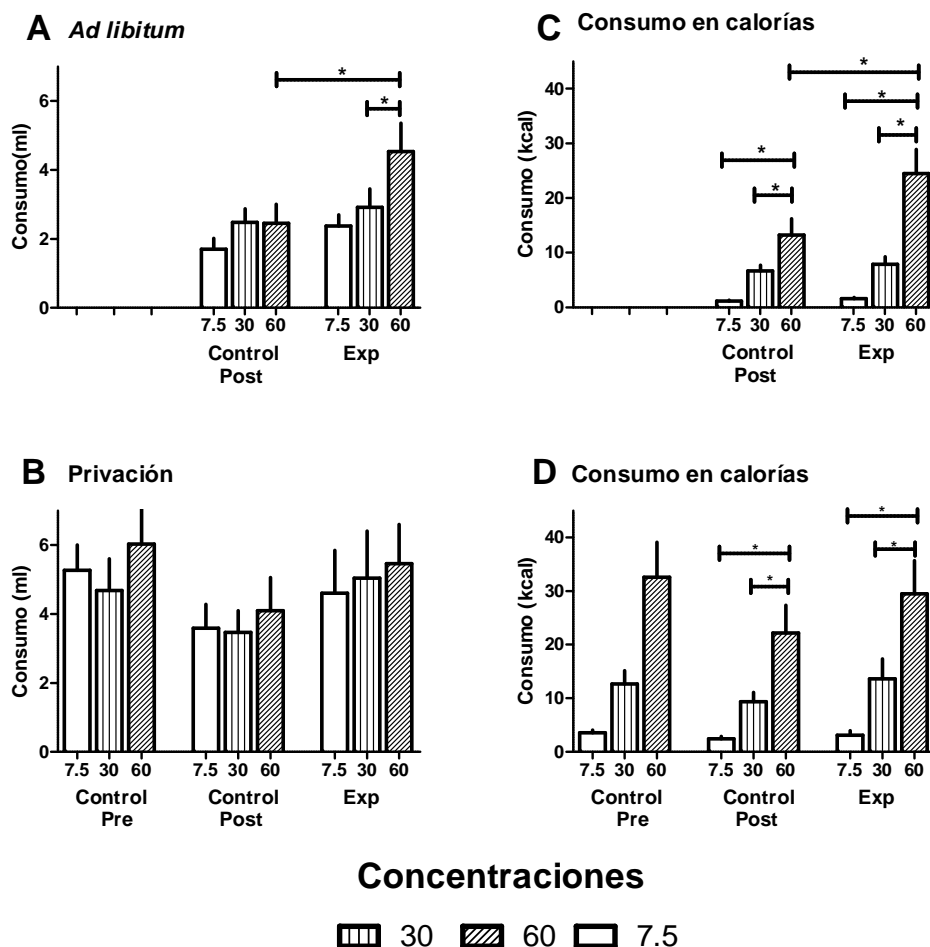 A Ad libitum
Consumo(ml)
6
4
2
0
*
*
7.5 30 60 7.5 30 60
Control Exp
Post
C Consumo en calorías
Consumo (kcal)
40
30
20
10
0
*
*
*
*
*
7.5 30 60 7.5 30 60
Control Exp
Post
B Privación
Consumo (ml)
6
4
2
0
7.5 30 60 7.5 30 60 7.5 30 60
Control Control Exp
Pre Post
D Consumo en calorías
Consumo (kcal)
40
30
20
10
0
*
*
*
*
7.5 30 60 7.5 30 60 7.5 30 60
Control Control Exp
Pre Post
Concentraciones
30 60 7.5